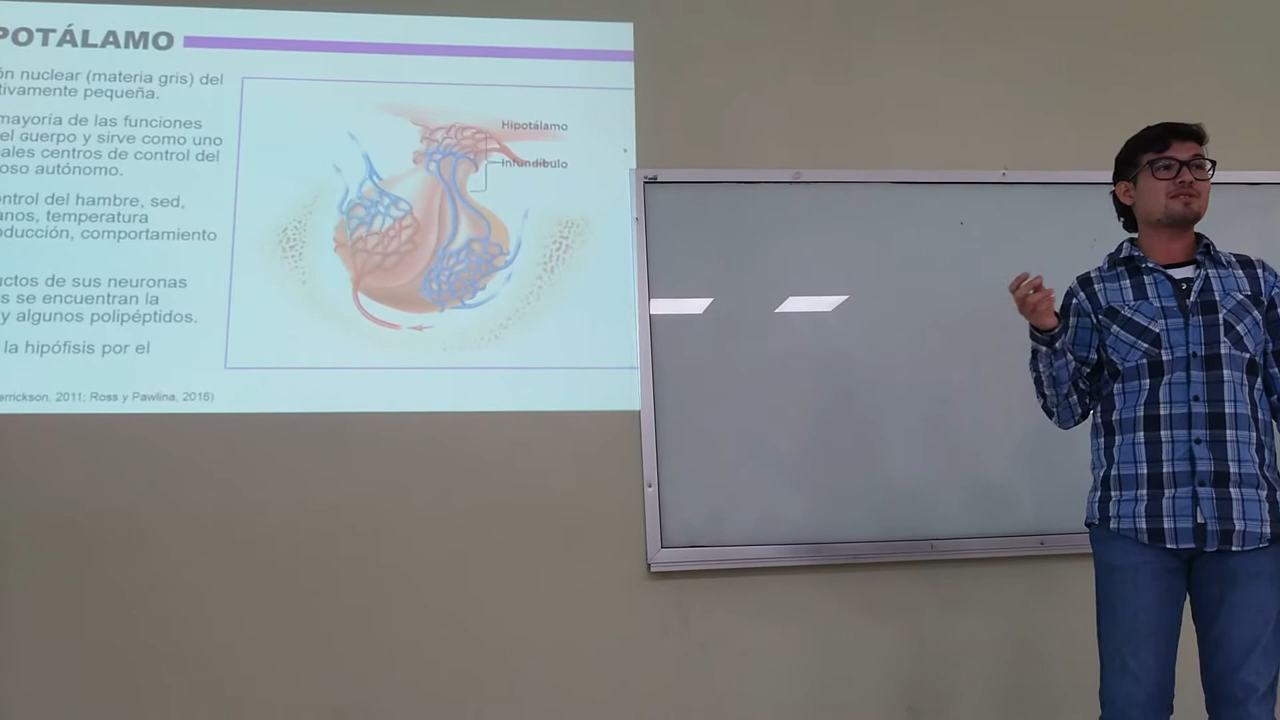 POTÁLAMO
ón nuclear (materia gris) del
tivamente pequeña.
mayoría de las funciones
el cuerpo y sirve como uno
ales centros de control del
oso autónomo.
ontrol del hambre, sed,
anos, temperatura
oducción, comportamiento
uctos de sus neuronas
s se encuentran la
y algunos polipéptidos.
la hipófisis por el
errickson, 2011; Ross y Pawlina, 2016)
Hipotálamo
Infundíbulo